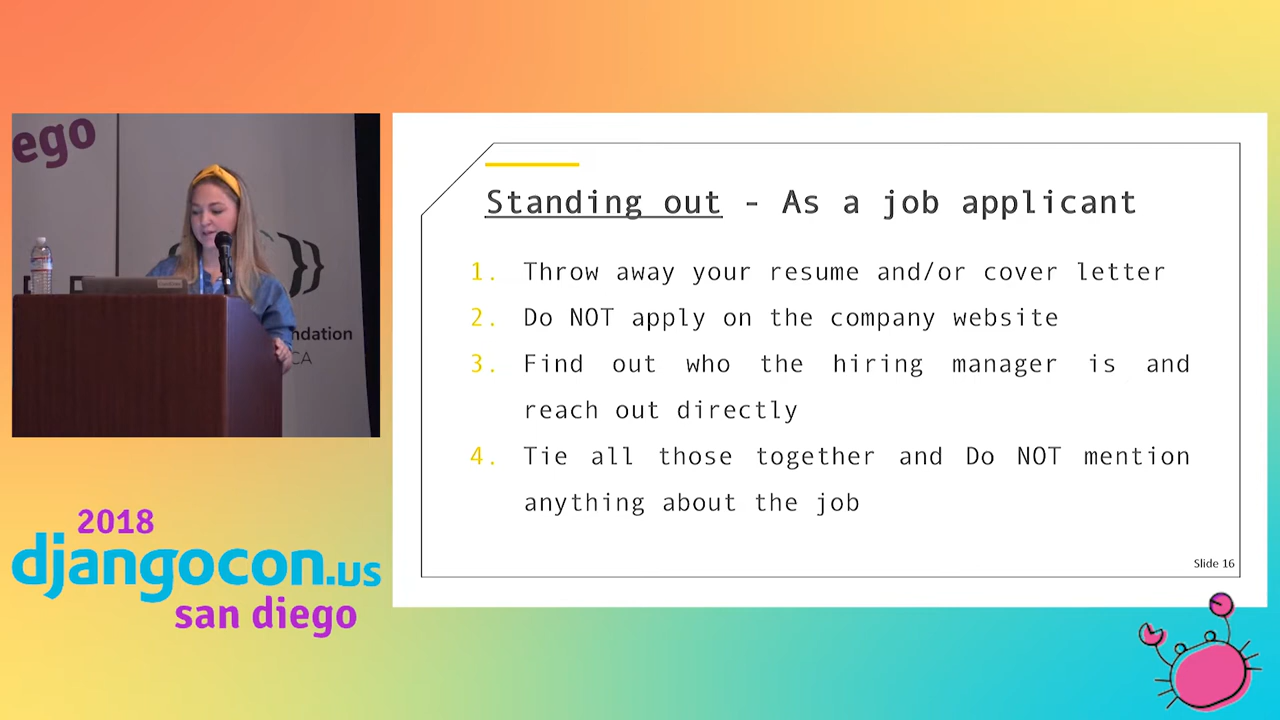 ego
ndation
CA
2018
djangocon.us
san diego
Standing out - As a job applicant
1. Throw away your resume and/or cover letter
2. Do NOT apply on the company website
3. Find out who the hiring manager is and
reach out directly
4. Tie all those together and Do NOT mention
anything about the job
Slide 16